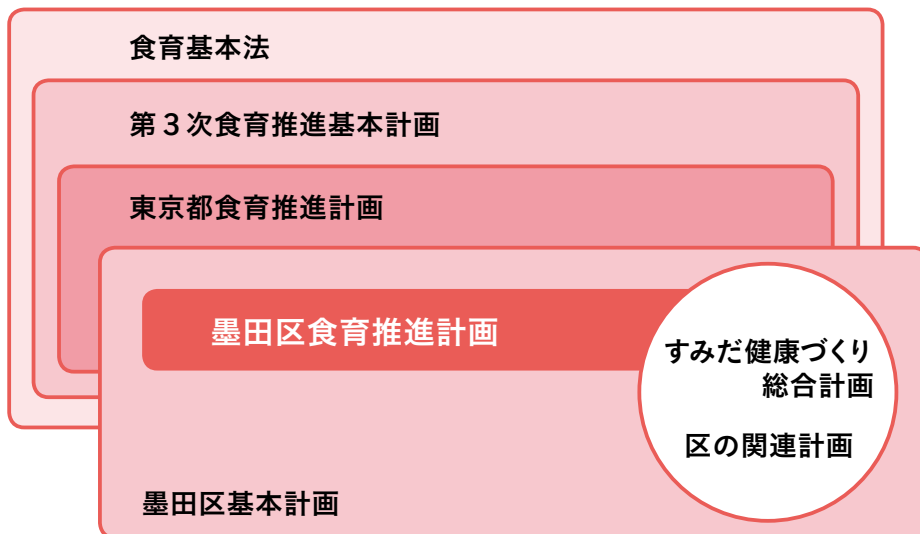 食育基本法
第３次食育推進基本計画
東京都食育推進計画
墨田区食育推進計画
すみだ健康づくり
総合計画
区の関連計画
墨田区基本計画